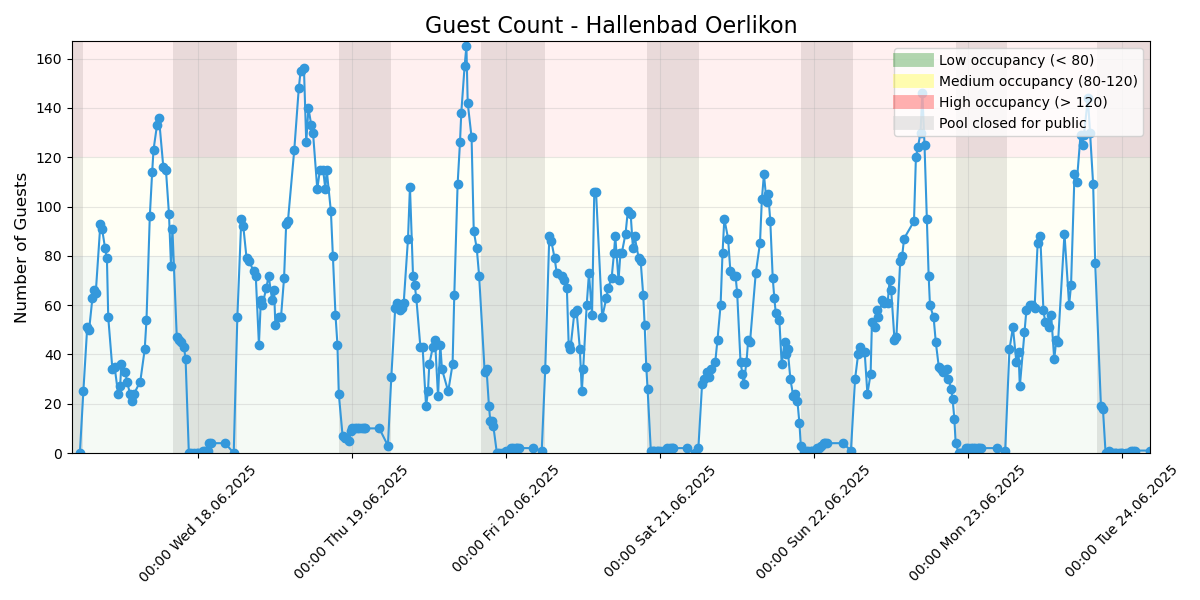 Guest Count - Hallenbad Oerlikon
Number of Guests
160
140
120
100
80
60
40
20
0
Low occupancy (< 80)
Medium occupancy (80-120)
High occupancy (> 120)
Pool closed for public
00:00 Wed 18.06.2025
00:00 Thu 19.06.2025
00:00 Fri 20.06.2025
00:00 Sat 21.06.2025
00:00 Sun 22.06.2025
00:00 Mon 23.06.2025
00:00 Tue 24.06.2025